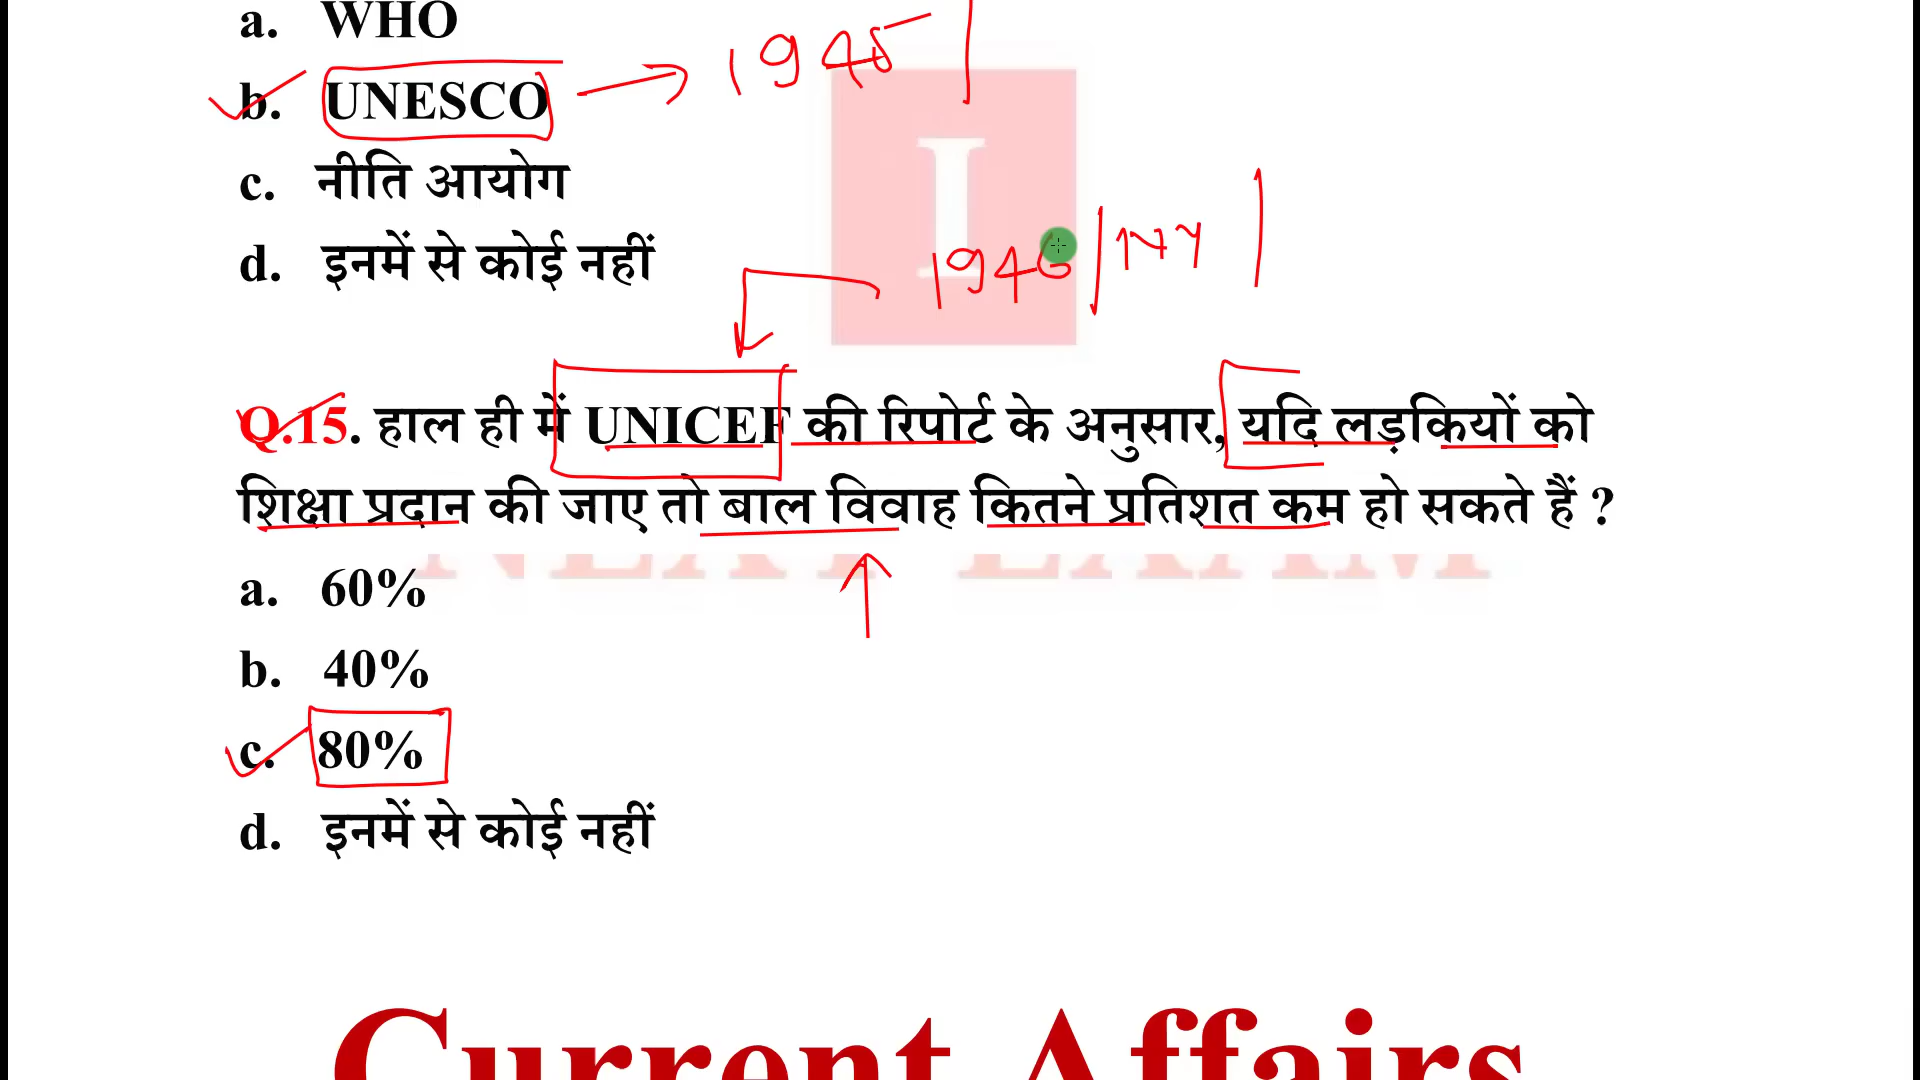 a. WHO
b. UNESCO → 1945
c. नीति आयोग
d. इनमें से कोई नहीं
I
1946 | NY
Q.15. हाल ही में UNICEF की रिपोर्ट के अनुसार, यदि लड़कियों को
शिक्षा प्रदान की जाए तो बाल विवाह कितने प्रतिशत कम हो सकते हैं ?
a. 60%
b. 40%
c. 80%
d. इनमें से कोई नहीं
Current Affairs